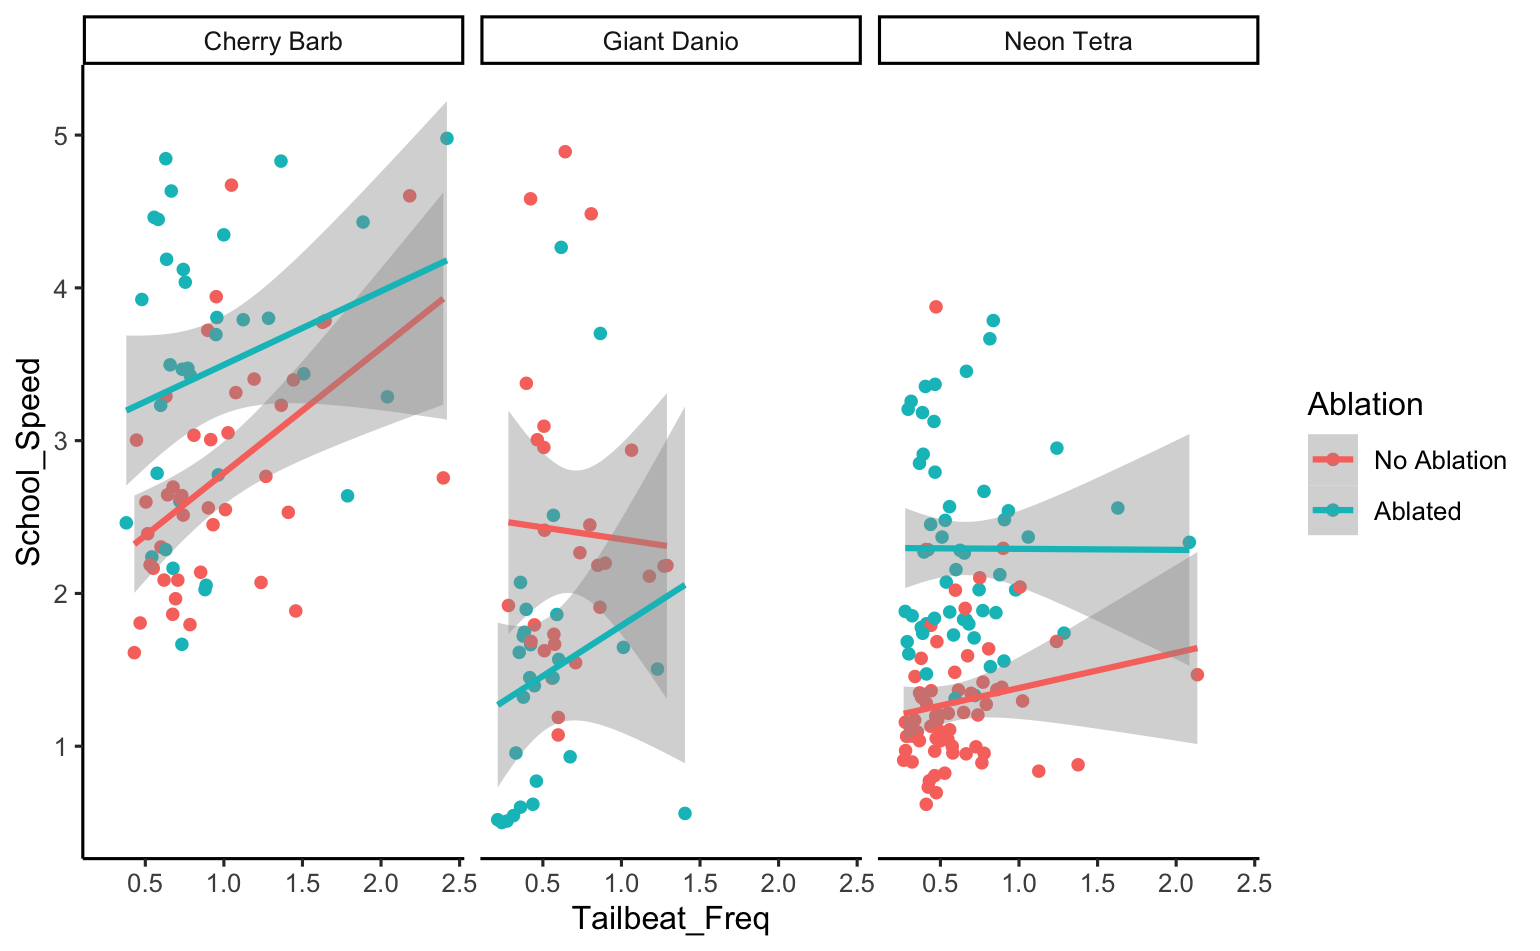 Cherry Barb Giant Danio Neon Tetra
5
4
3
2
1
School_Speed
0.5 1.0 1.5 2.0 2.5 0.5 1.0 1.5 2.0 2.5 0.5 1.0 1.5 2.0 2.5
Tailbeat_Freq
Ablation
No Ablation
Ablated